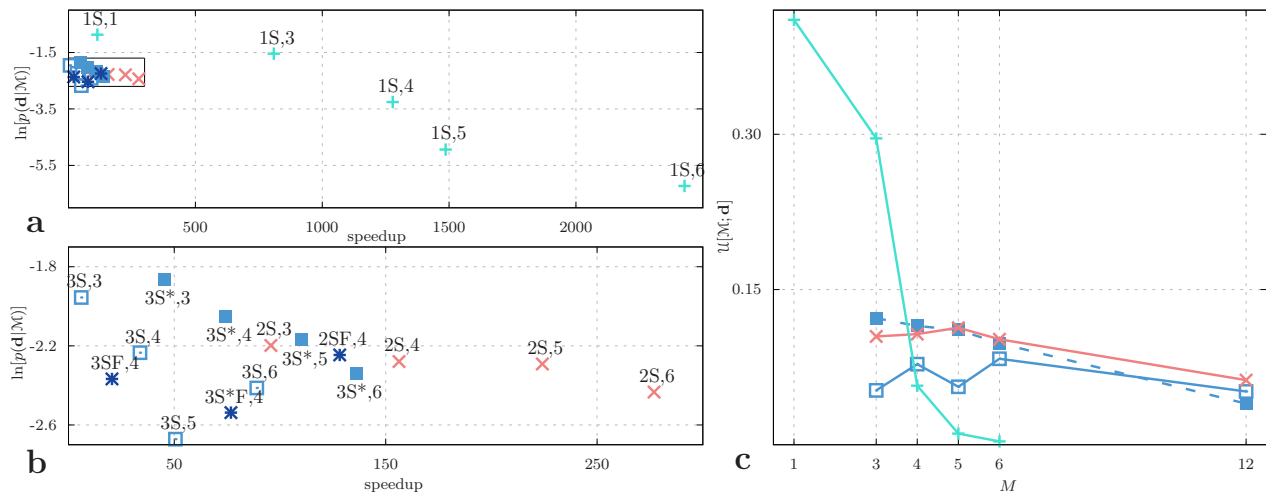 1S,1
1S,3
1S,4
1S,5
1S,6
-1.5
-3.5
-5.5
ln[p(d|ℳ)]
500
1000
1500
2000
speedup
a
3S,3
3S*,3
3S,4
3S*,4
2S,3
2SF,4
3SF,4
3S*,5
2S,4
2S,5
3S,6
3S*F,4
3S*,6
2S,6
3S,5
-1.8
-2.2
-2.6
ln[p(d|ℳ)]
50
150
250
speedup
b
0.30
0.15
𝒰[ℳ; d]
1
3
4
5
6
12
M
c